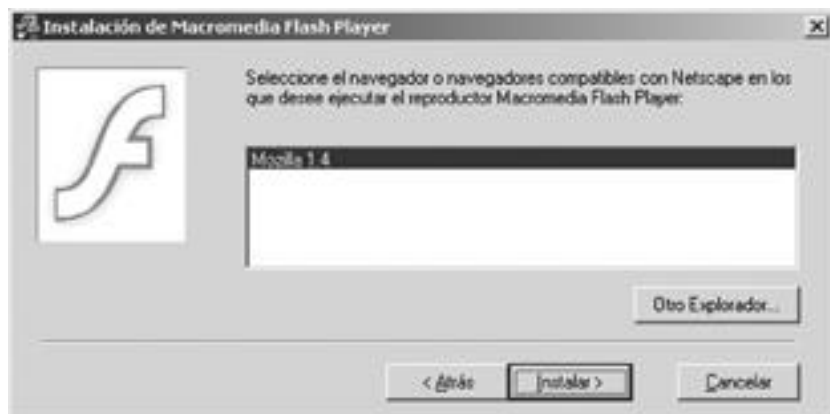 Instalación de Macromedia Flash Player
Seleccione el navegador o navegadores compatibles con Netscape en los
que desee ejecutar el reproductor Macromedia Flash Player:
Mozilla 1.4
Otro Explorador...
< Atrás
Instalar >
Cancelar